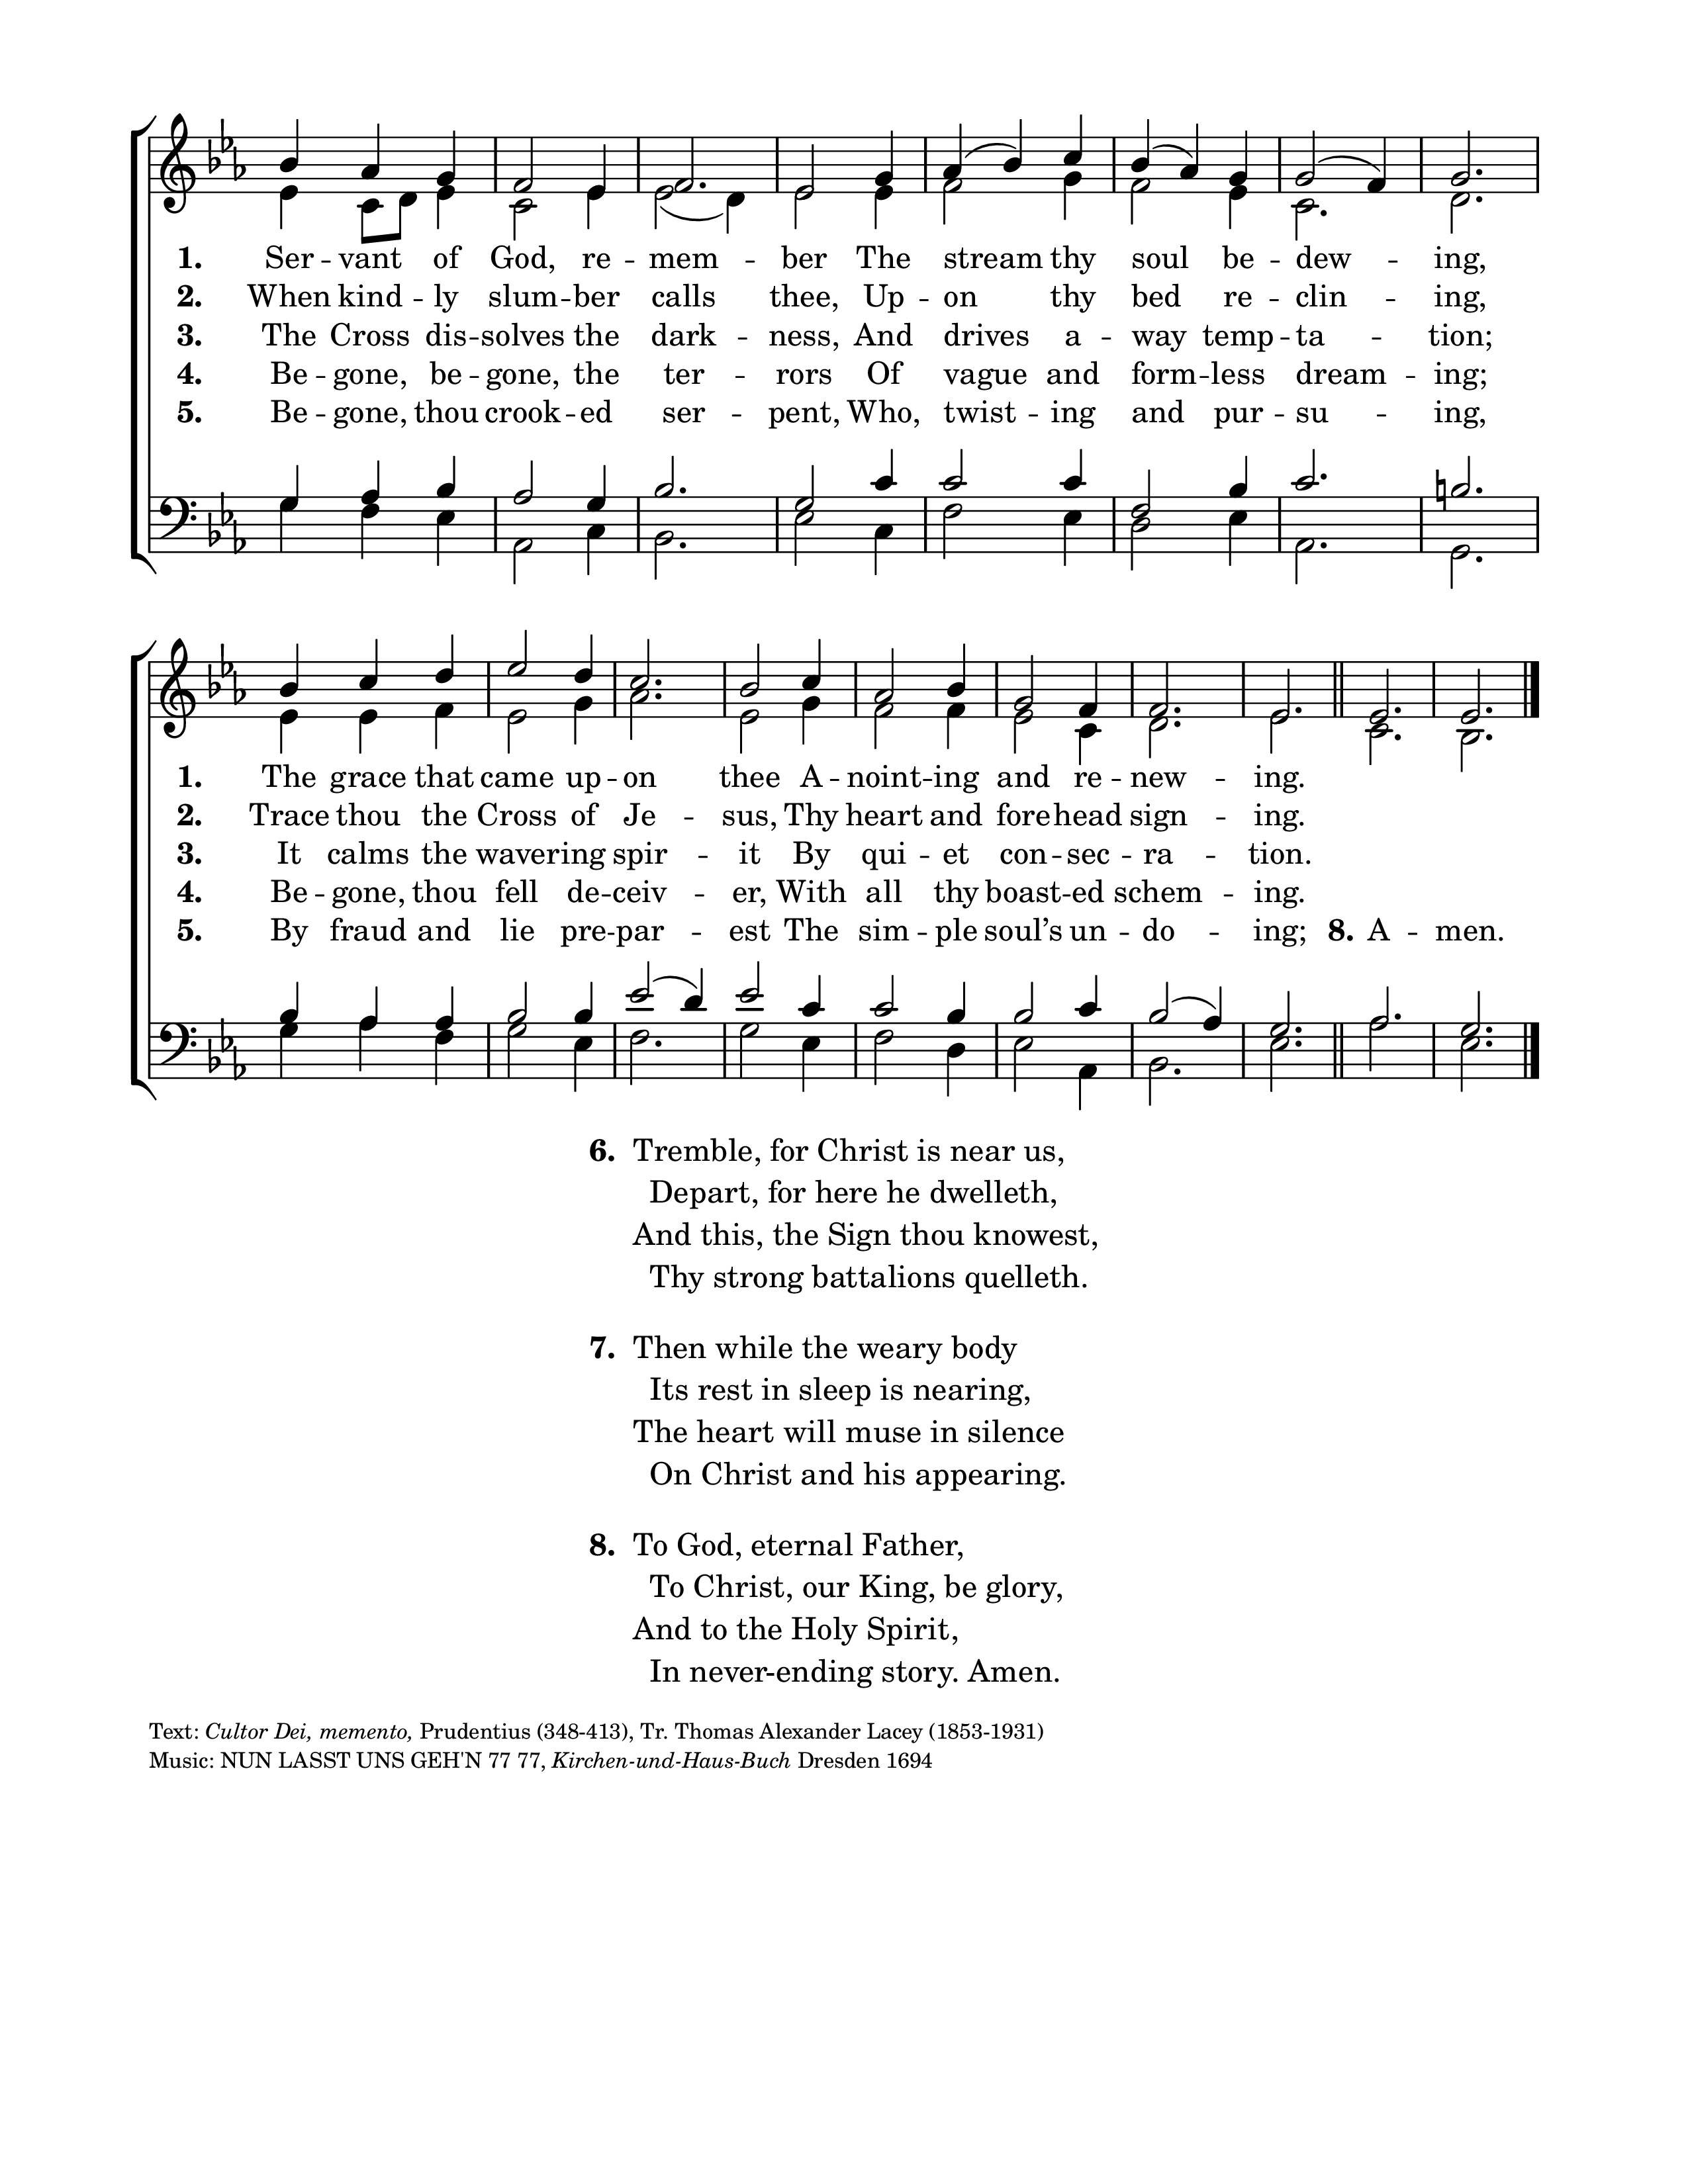 1. Ser -- vant of God, re -- mem -- ber The stream thy soul be -- dew -- ing,
2. When kind -- ly slum -- ber calls thee, Up -- on thy bed re -- clin -- ing,
3. The Cross dis -- solves the dark -- ness, And drives a -- way temp -- ta -- tion;
4. Be -- gone, be -- gone, the ter -- rors Of vague and form -- less dream -- ing;
5. Be -- gone, thou crook -- ed ser -- pent, Who, twist -- ing and pur -- su -- ing,
1. The grace that came up -- on thee A -- noint -- ing and re -- new -- ing.
2. Trace thou the Cross of Je -- sus, Thy heart and fore -- head sign -- ing.
3. It calms the wavering spir -- it By qui -- et con -- sec -- ra -- tion.
4. Be -- gone, thou fell de -- ceiv -- er, With all thy boast -- ed schem -- ing.
5. By fraud and lie pre -- par -- est The sim -- ple soul’s un -- do -- ing; 8. A -- men.
6. Tremble, for Christ is near us,
Depart, for here he dwelleth,
And this, the Sign thou knowest,
Thy strong battalions quelleth.
7. Then while the weary body
Its rest in sleep is nearing,
The heart will muse in silence
On Christ and his appearing.
8. To God, eternal Father,
To Christ, our King, be glory,
And to the Holy Spirit,
In never-ending story. Amen.
Text: Cultor Dei, memento, Prudentius (348-413), Tr. Thomas Alexander Lacey (1853-1931)
Music: NUN LASST UNS GEH'N 77 77, Kirchen-und-Haus-Buch Dresden 1694